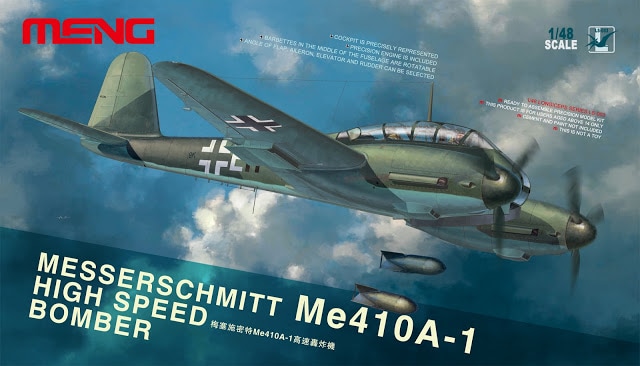 MENG
COCKPIT IS PRECISELY REPRESENTED
BARBETTES IN THE MIDDLE OF THE FUSELAGE ARE ROTATABLE
PRECISION ENGINE IS INCLUDED
ANGLE OF FLAP, AILERON, ELEVATOR AND RUDDER CAN BE SELECTED
1/48
SCALE
READY TO ASSEMBLE PRECISION MODEL KIT
THIS PRODUCT IS FOR USERS AGED ABOVE 14 ONLY
CEMENT AND PAINT NOT INCLUDED
THIS IS NOT A TOY
MESSERSCHMITT Me410A-1
HIGH SPEED
BOMBER
梅塞施密特Me410A-1高速轟炸機